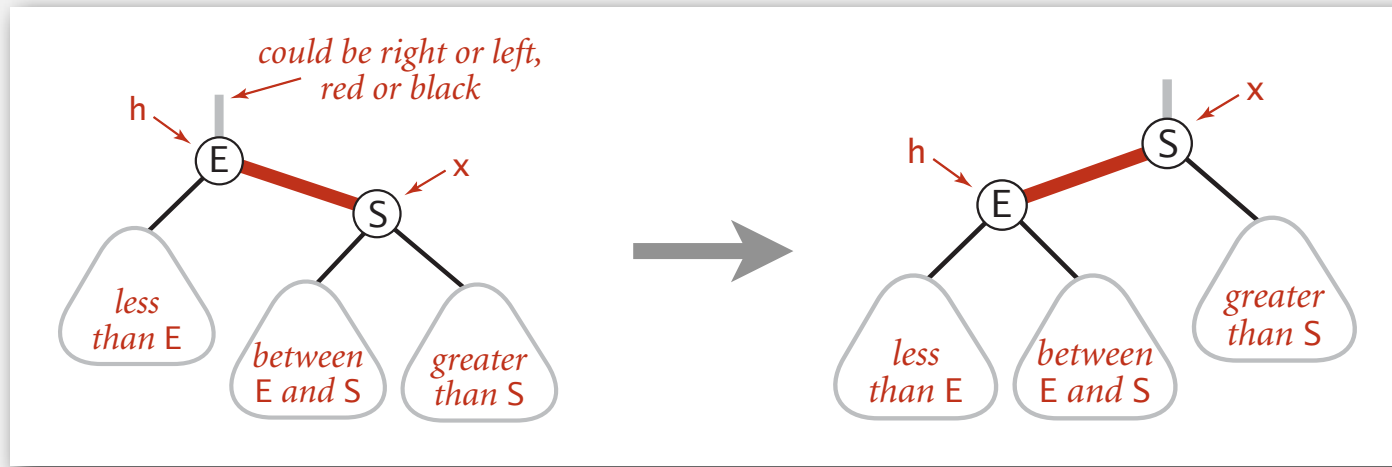 could be right or left,
red or black
h
E
x
S
less
than E
between
E and S
greater
than S
x
S
h
E
less
than E
between
E and S
greater
than S